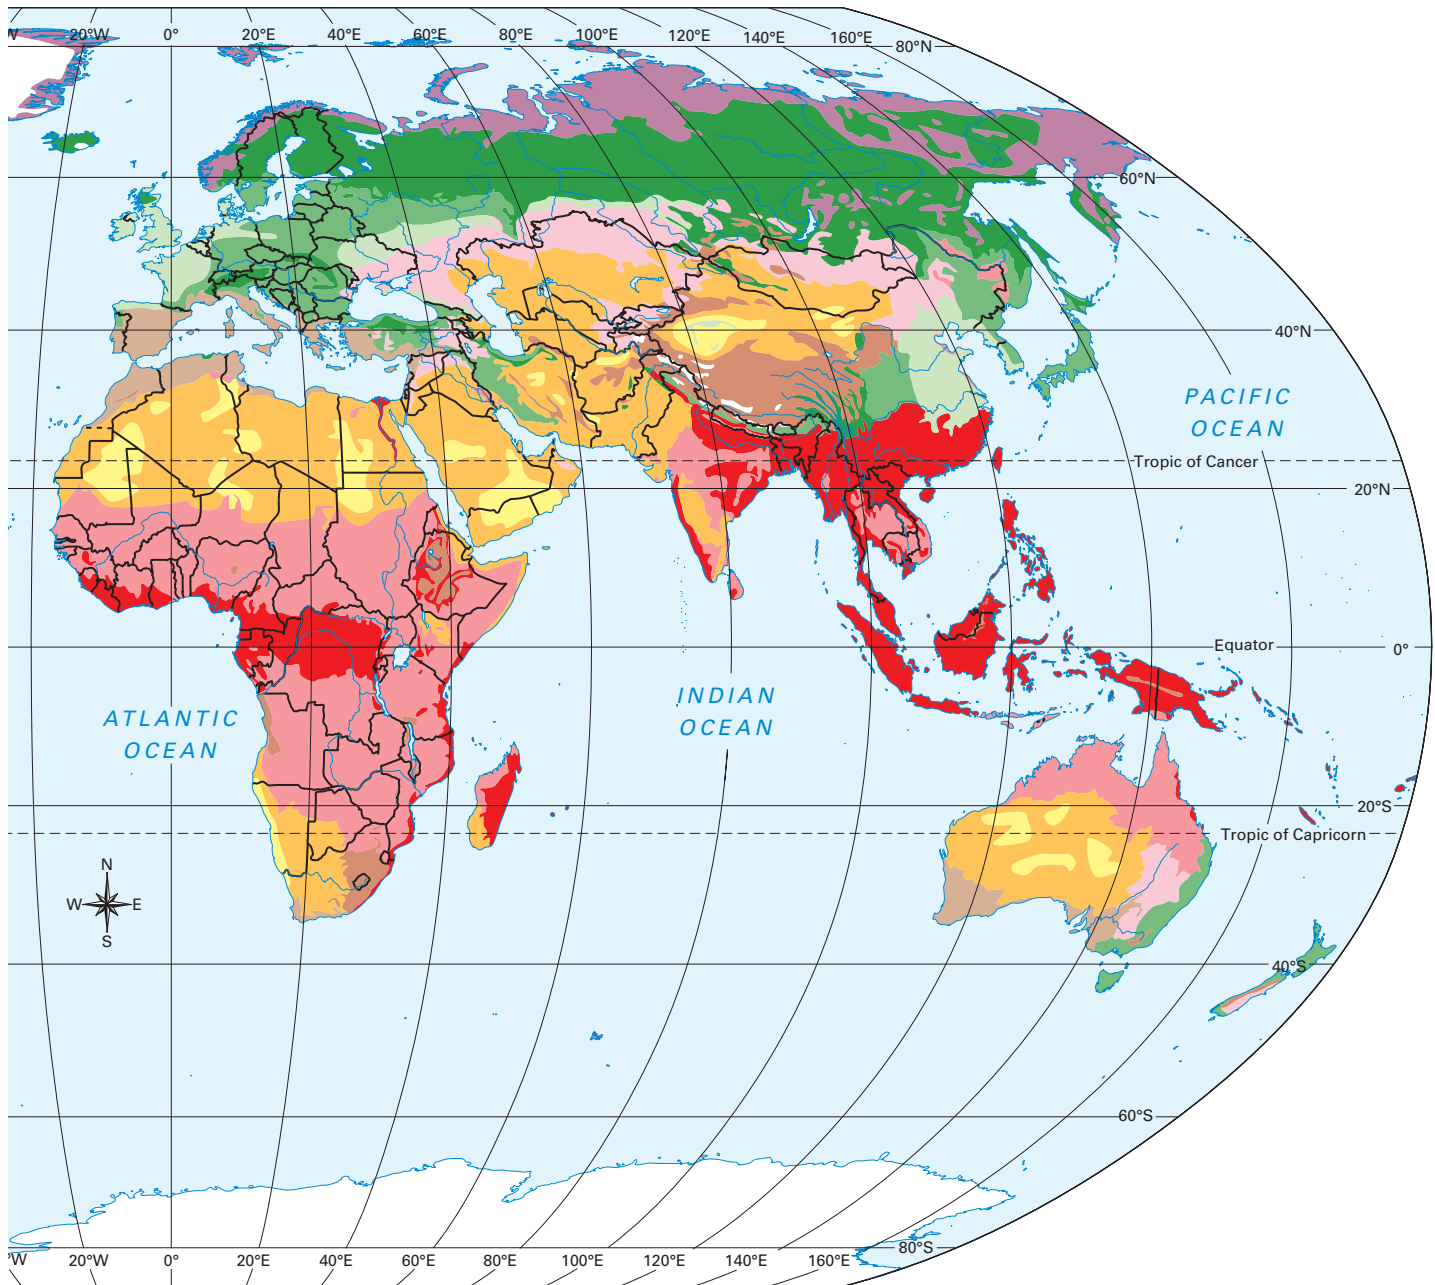 W 20°W 0° 20°E 40°E 60°E 80°E 100°E 120°E 140°E 160°E 80°N
60°N
40°N
PACIFIC
OCEAN
Tropic of Cancer
20°N
Equator 0°
ATLANTIC
OCEAN
INDIAN
OCEAN
20°S
Tropic of Capricorn
N
W E
S
40°S
60°S
80°S
°W 20°W 0° 20°E 40°E 60°E 80°E 100°E 120°E 140°E 160°E